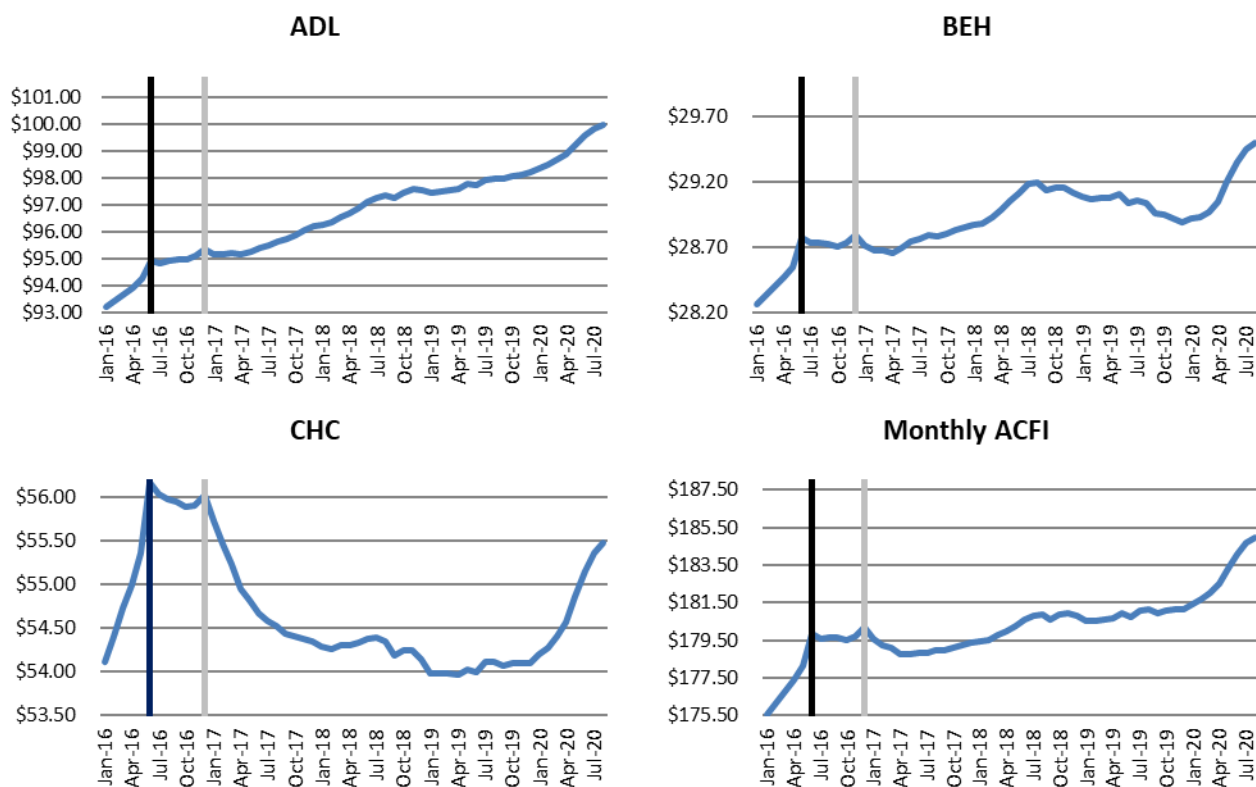 ADL
$101.00
$100.00
$99.00
$98.00
$97.00
$96.00
$95.00
$94.00
$93.00
Jan-16
Apr-16
Jul-16
Oct-16
Jan-17
Apr-17
Jul-17
Oct-17
Jan-18
Apr-18
Jul-18
Oct-18
Jan-19
Apr-19
Jul-19
Oct-19
Jan-20
Apr-20
Jul-20
BEH
$29.70
$29.20
$28.70
$28.20
Jan-16
Apr-16
Jul-16
Oct-16
Jan-17
Apr-17
Jul-17
Oct-17
Jan-18
Apr-18
Jul-18
Oct-18
Jan-19
Apr-19
Jul-19
Oct-19
Jan-20
Apr-20
Jul-20
CHC
$56.00
$55.50
$55.00
$54.50
$54.00
$53.50
Jan-16
Apr-16
Jul-16
Oct-16
Jan-17
Apr-17
Jul-17
Oct-17
Jan-18
Apr-18
Jul-18
Oct-18
Jan-19
Apr-19
Jul-19
Oct-19
Jan-20
Apr-20
Jul-20
Monthly ACFI
$187.50
$185.50
$183.50
$181.50
$179.50
$177.50
$175.50
Jan-16
Apr-16
Jul-16
Oct-16
Jan-17
Apr-17
Jul-17
Oct-17
Jan-18
Apr-18
Jul-18
Oct-18
Jan-19
Apr-19
Jul-19
Oct-19
Jan-20
Apr-20
Jul-20